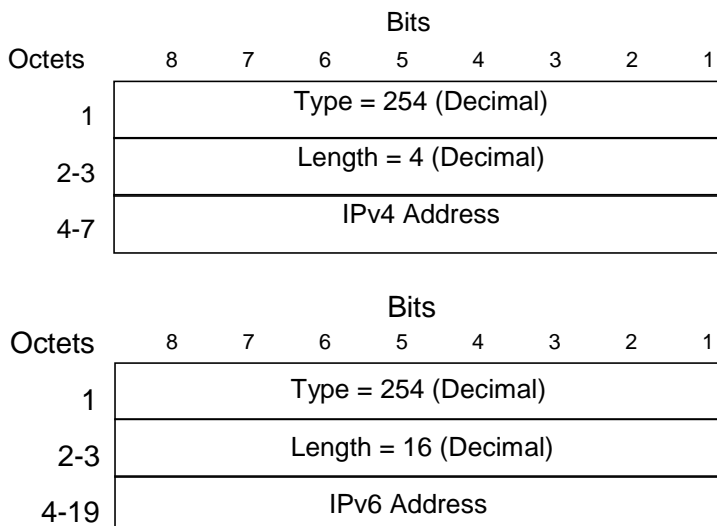 Bits
Octets 8 7 6 5 4 3 2 1
1 Type = 254 (Decimal)
2-3 Length = 4 (Decimal)
4-7 IPv4 Address
Bits
Octets 8 7 6 5 4 3 2 1
1 Type = 254 (Decimal)
2-3 Length = 16 (Decimal)
4-19 IPv6 Address